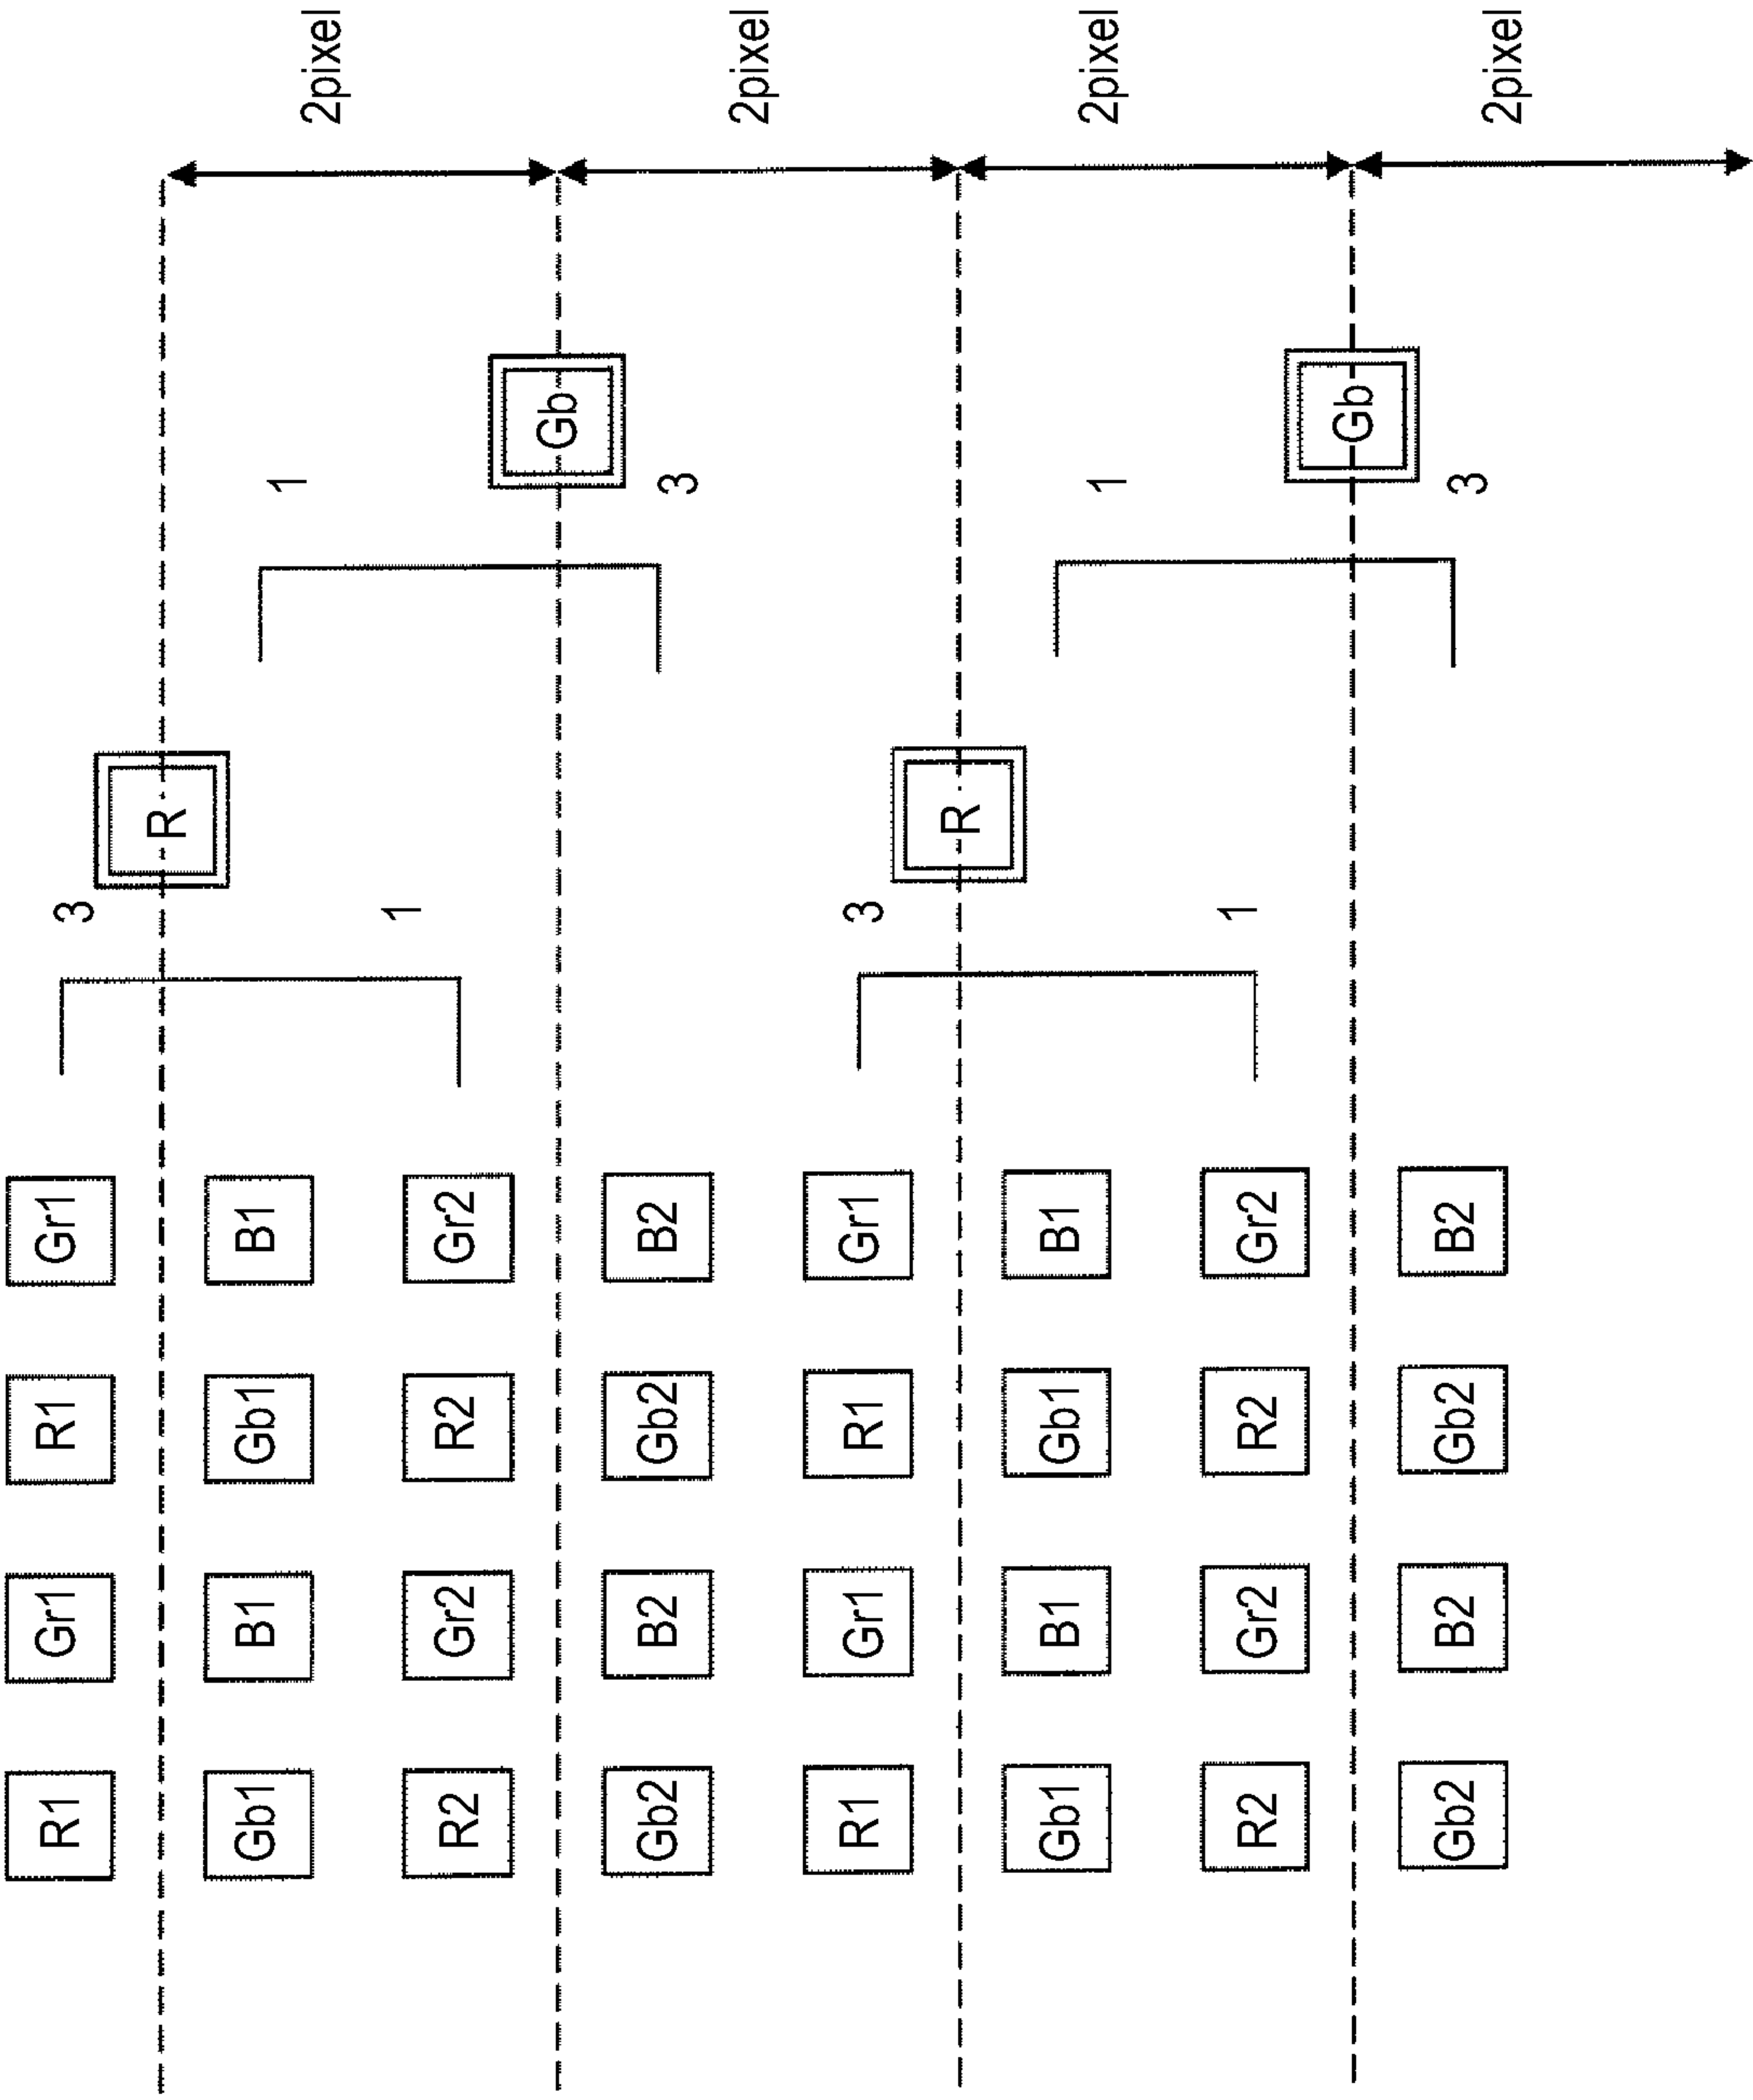 R1 Gr1 R1 Gr1 3
R
Gb1 B1 Gb1 B1 1
2pixel
1
R2 Gr2 R2 Gr2
Gb
Gb2 B2 Gb2 B2 3
2pixel
R1 Gr1 R1 Gr1 3
R
Gb1 B1 Gb1 B1 1
2pixel
R2 Gr2 R2 Gr2 1
Gb
Gb2 B2 Gb2 B2 3
2pixel